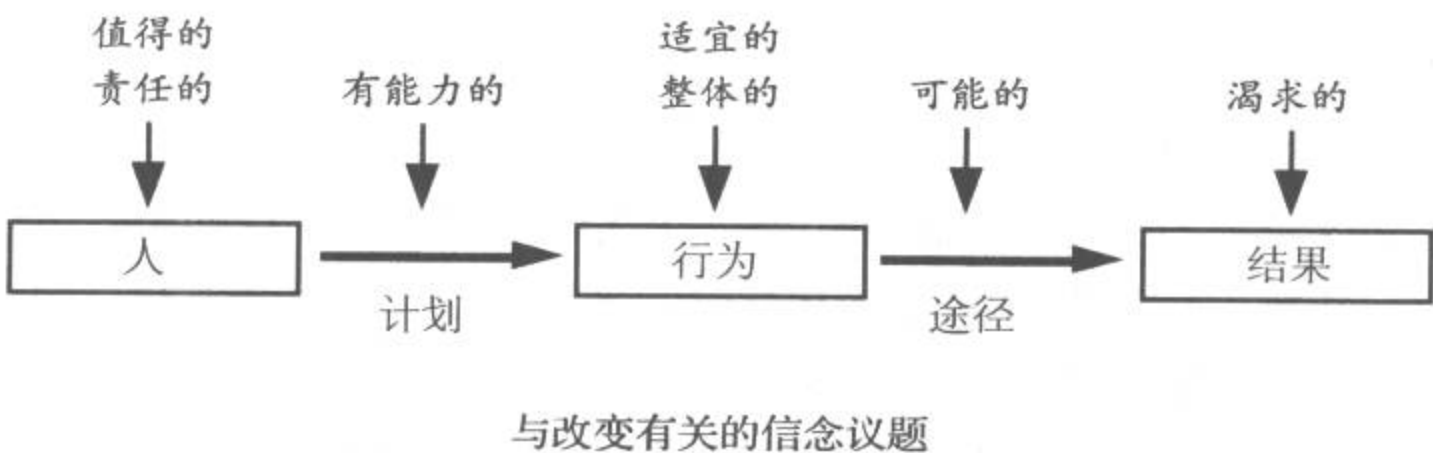 值得的
责任的
有能力的
适宜的
整体的
可能的
渴求的
人
计划
行为
途径
结果
与改变有关的信念议题